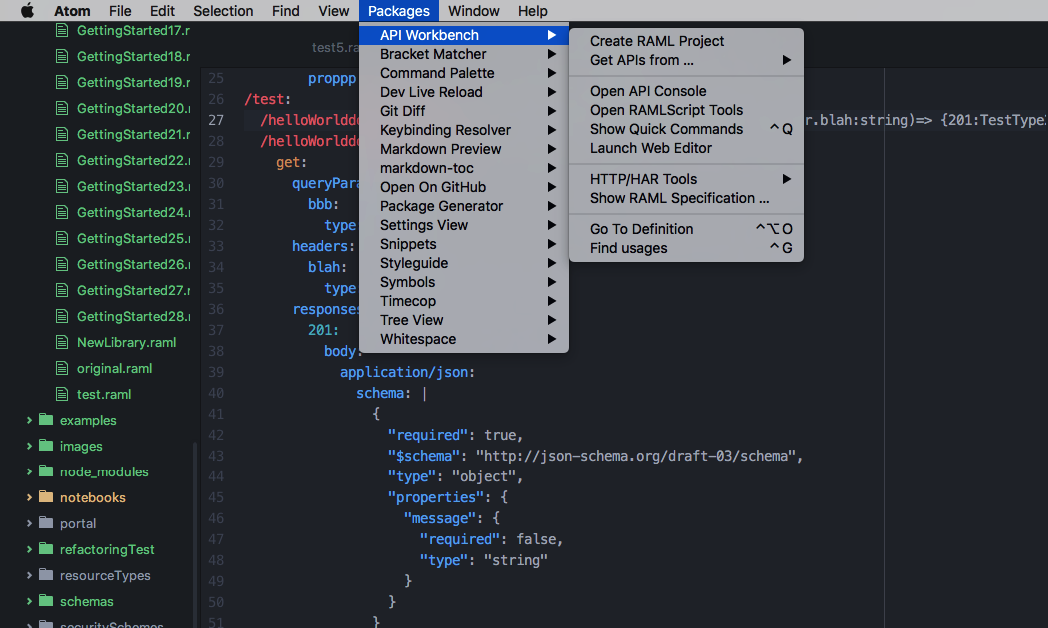 Atom File Edit Selection Find View Packages Window Help
GettingStarted17.r
GettingStarted18.r
GettingStarted19.r
GettingStarted20.r
GettingStarted21.r
GettingStarted22.r
GettingStarted23.r
GettingStarted24.r
GettingStarted25.r
GettingStarted26.r
GettingStarted27.r
GettingStarted28.r
NewLibrary.raml
original.raml
test.raml
examples
images
node_modules
notebooks
portal
refactoringTest
resourceTypes
schemas
securitySchemes
test5.ra
25 proppp
26 /test:
27 /helloWorldd r.blah:string)=> {201:TestType
28 /helloWorldd
29 get:
30 queryPara
31 bbb:
32 type
33 headers:
34 blah:
35 type
36 responses
37 201:
38 body:
39 application/json:
40 schema: |
41 {
42 "required": true,
43 "$schema": "http://json-schema.org/draft-03/schema",
44 "type": "object",
45 "properties": {
46 "message": {
47 "required": false,
48 "type": "string"
49 }
50 }
51 }
API Workbench
Bracket Matcher
Command Palette
Dev Live Reload
Git Diff
Keybinding Resolver
Markdown Preview
markdown-toc
Open On GitHub
Package Generator
Settings View
Snippets
Styleguide
Symbols
Timecop
Tree View
Whitespace
Create RAML Project
Get APIs from ...
Open API Console
Open RAMLScript Tools
Show Quick Commands ^Q
Launch Web Editor
HTTP/HAR Tools
Show RAML Specification ...
Go To Definition ^⌥O
Find usages ^G